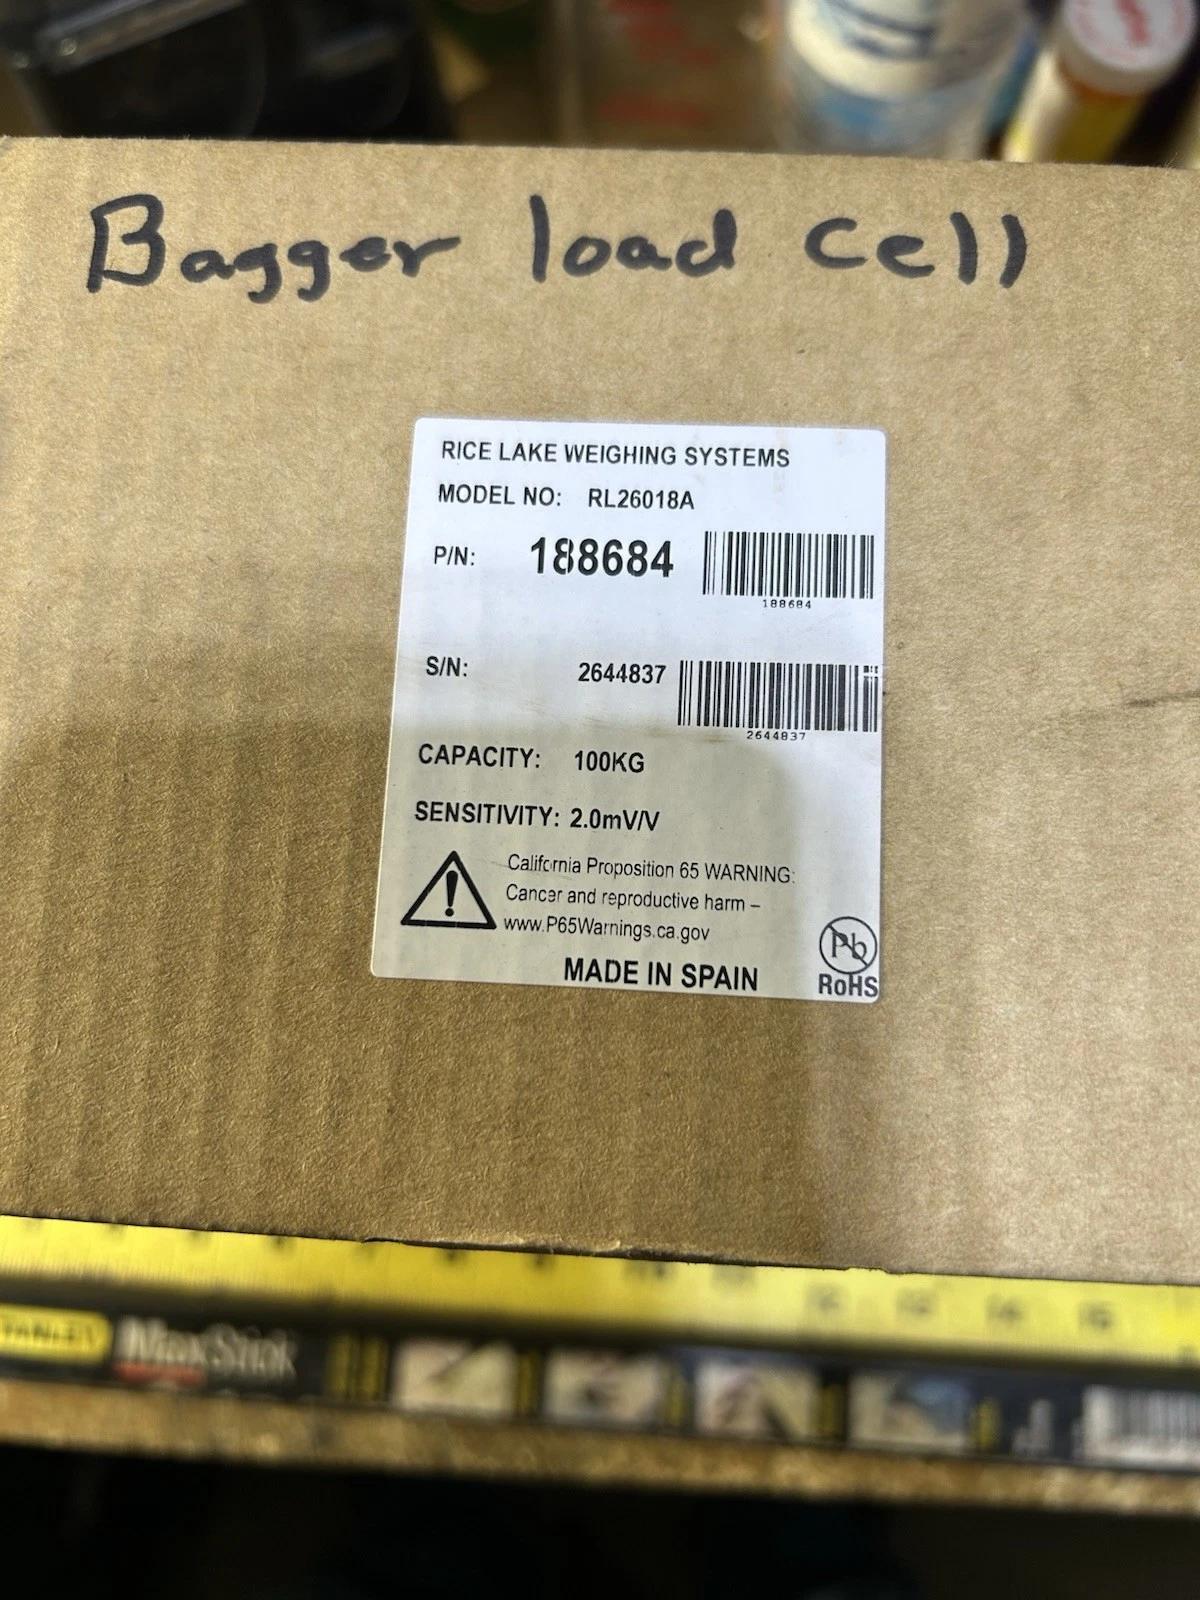 Bagger load cell
RICE LAKE WEIGHING SYSTEMS
MODEL NO: RL26018A
P/N: 188684
188684
S/N: 2644837
2644837
CAPACITY: 100KG
SENSITIVITY: 2.0mV/V
California Proposition 65 WARNING:
Cancer and reproductive harm –
www.P65Warnings.ca.gov
MADE IN SPAIN
Pb
RoHS
STANLEY MaxStick